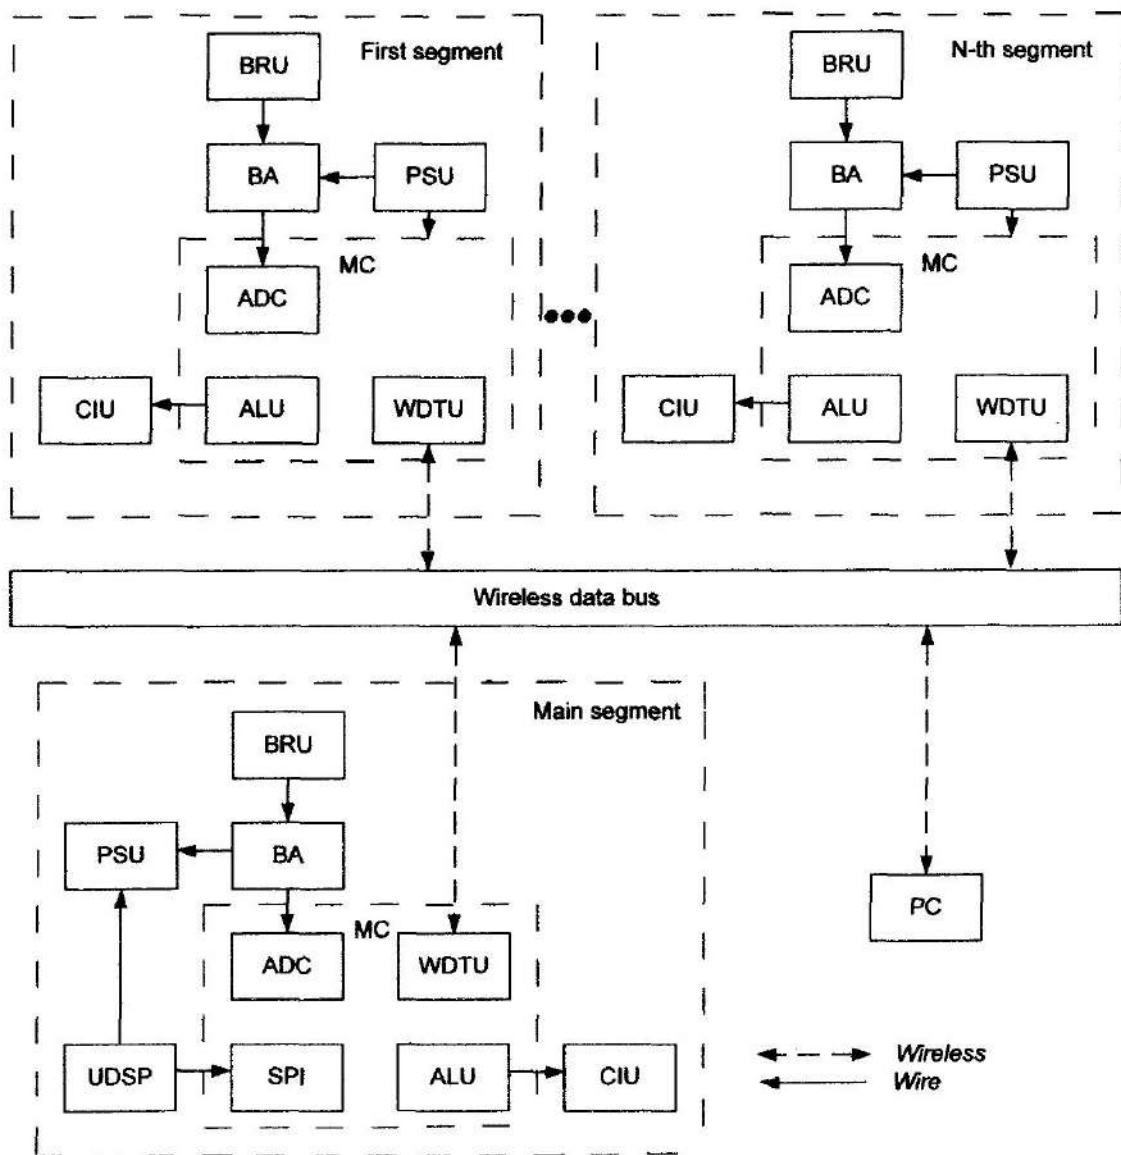 First segment
BRU
BA
PSU
MC
ADC
CIU
ALU
WDTU
N-th segment
BRU
BA
PSU
MC
ADC
CIU
ALU
WDTU
Wireless data bus
Main segment
BRU
PSU
BA
MC
ADC
WDTU
UDSP
SPI
ALU
CIU
PC
Wireless
Wire